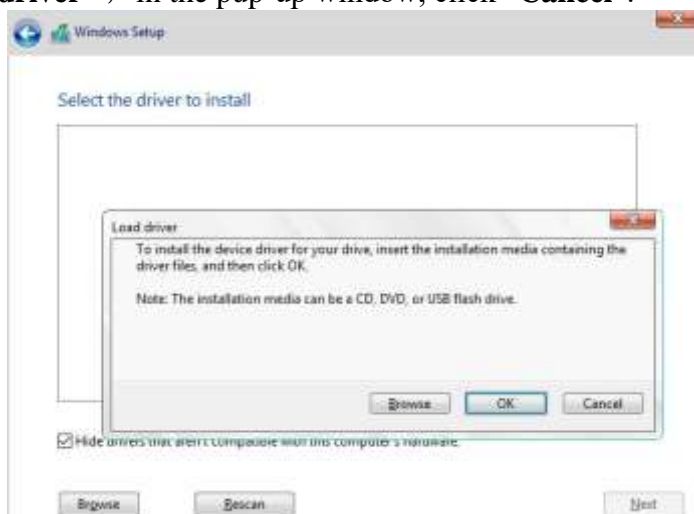 driver", in the pup-up window, click "Cancel".
Windows Setup
Select the driver to install
Load driver
To install the device driver for your drive, insert the installation media containing the
driver files, and then click OK.
Note: The installation media can be a CD, DVD, or USB flash drive.
Browse OK Cancel
Hide drivers that aren't compatible with this computer's hardware.
Browse Rescan Next